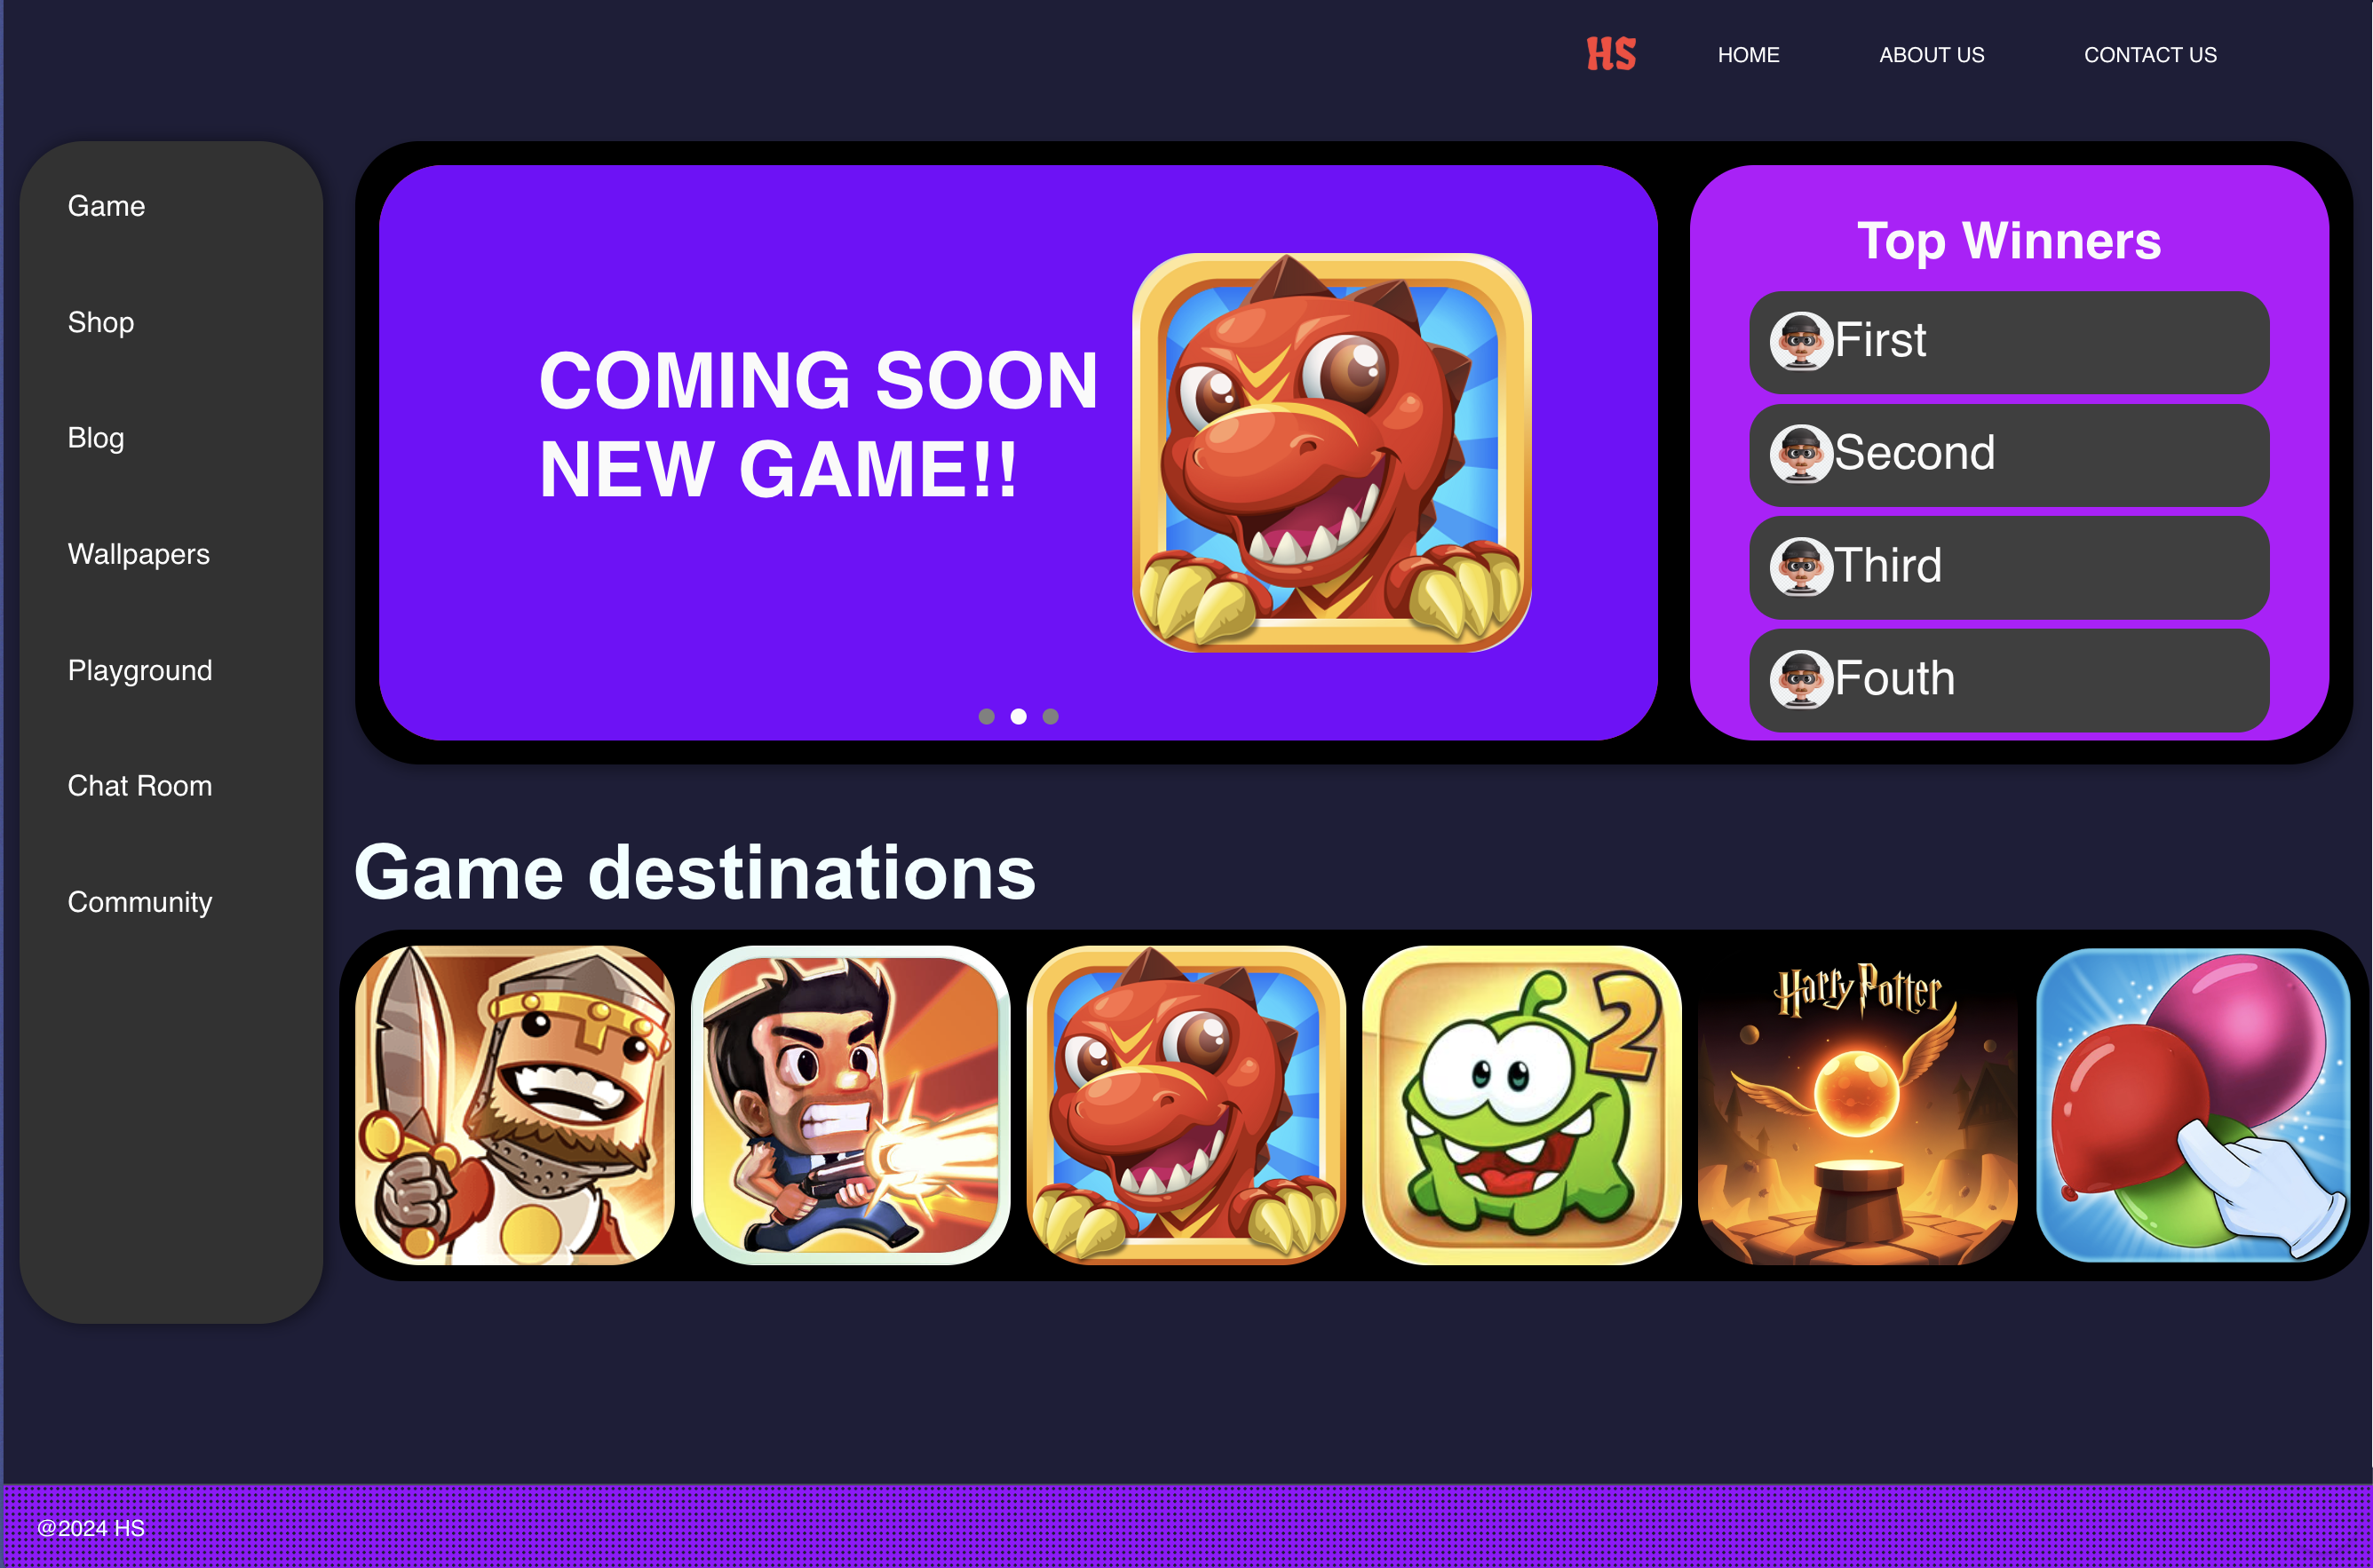 HS
HOME
ABOUT US
CONTACT US
Game
Shop
Blog
Wallpapers
Playground
Chat Room
Community
COMING SOON
NEW GAME!!
Top Winners
First
Second
Third
Fouth
Game destinations
2
Harry Potter
@2024 HS